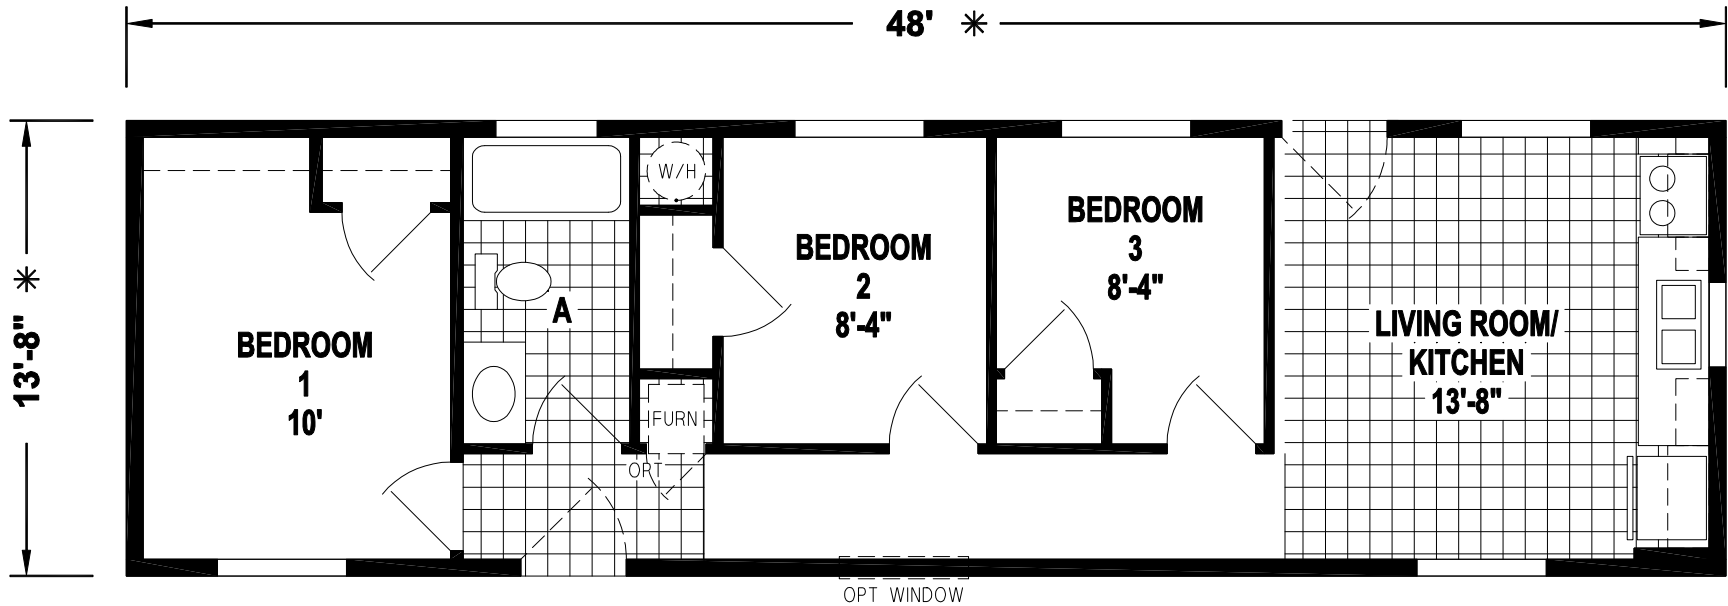 48' ✳
13'-8" ✳
W/H
BEDROOM
1
10'
A
FURN
OPT
BEDROOM
2
8'-4"
BEDROOM
3
8'-4"
LIVING ROOM/
KITCHEN
13'-8"
OPT WINDOW